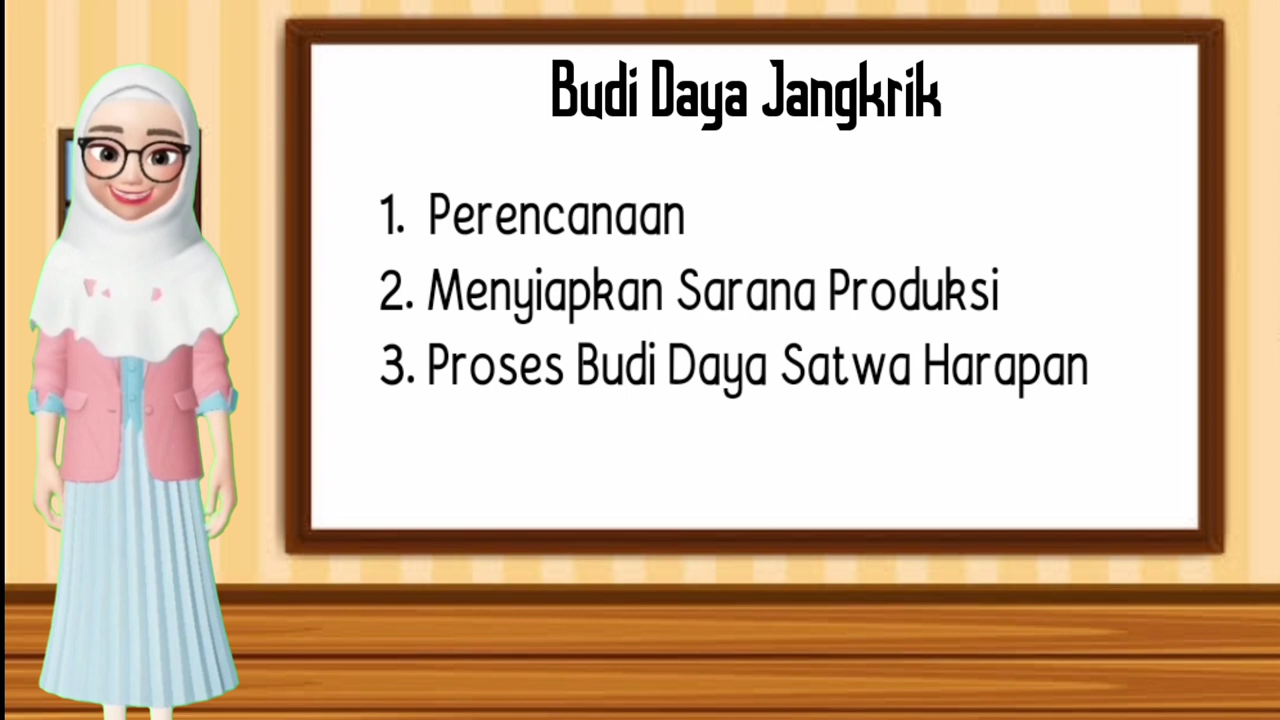 Budi Daya Jangkrik
1. Perencanaan
2. Menyiapkan Sarana Produksi
3. Proses Budi Daya Satwa Harapan